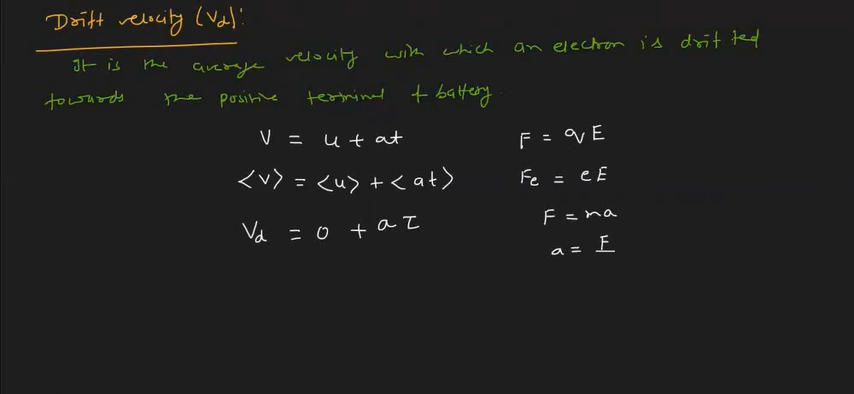 Drift velocity (Vd):
It is the average velocity with which an electron is drifted
towards the positive terminal of battery.
V = u + at
F = qE
<v> = <u> + <at>
Fe = eE
F = ma
Vd = 0 + aτ
a = F